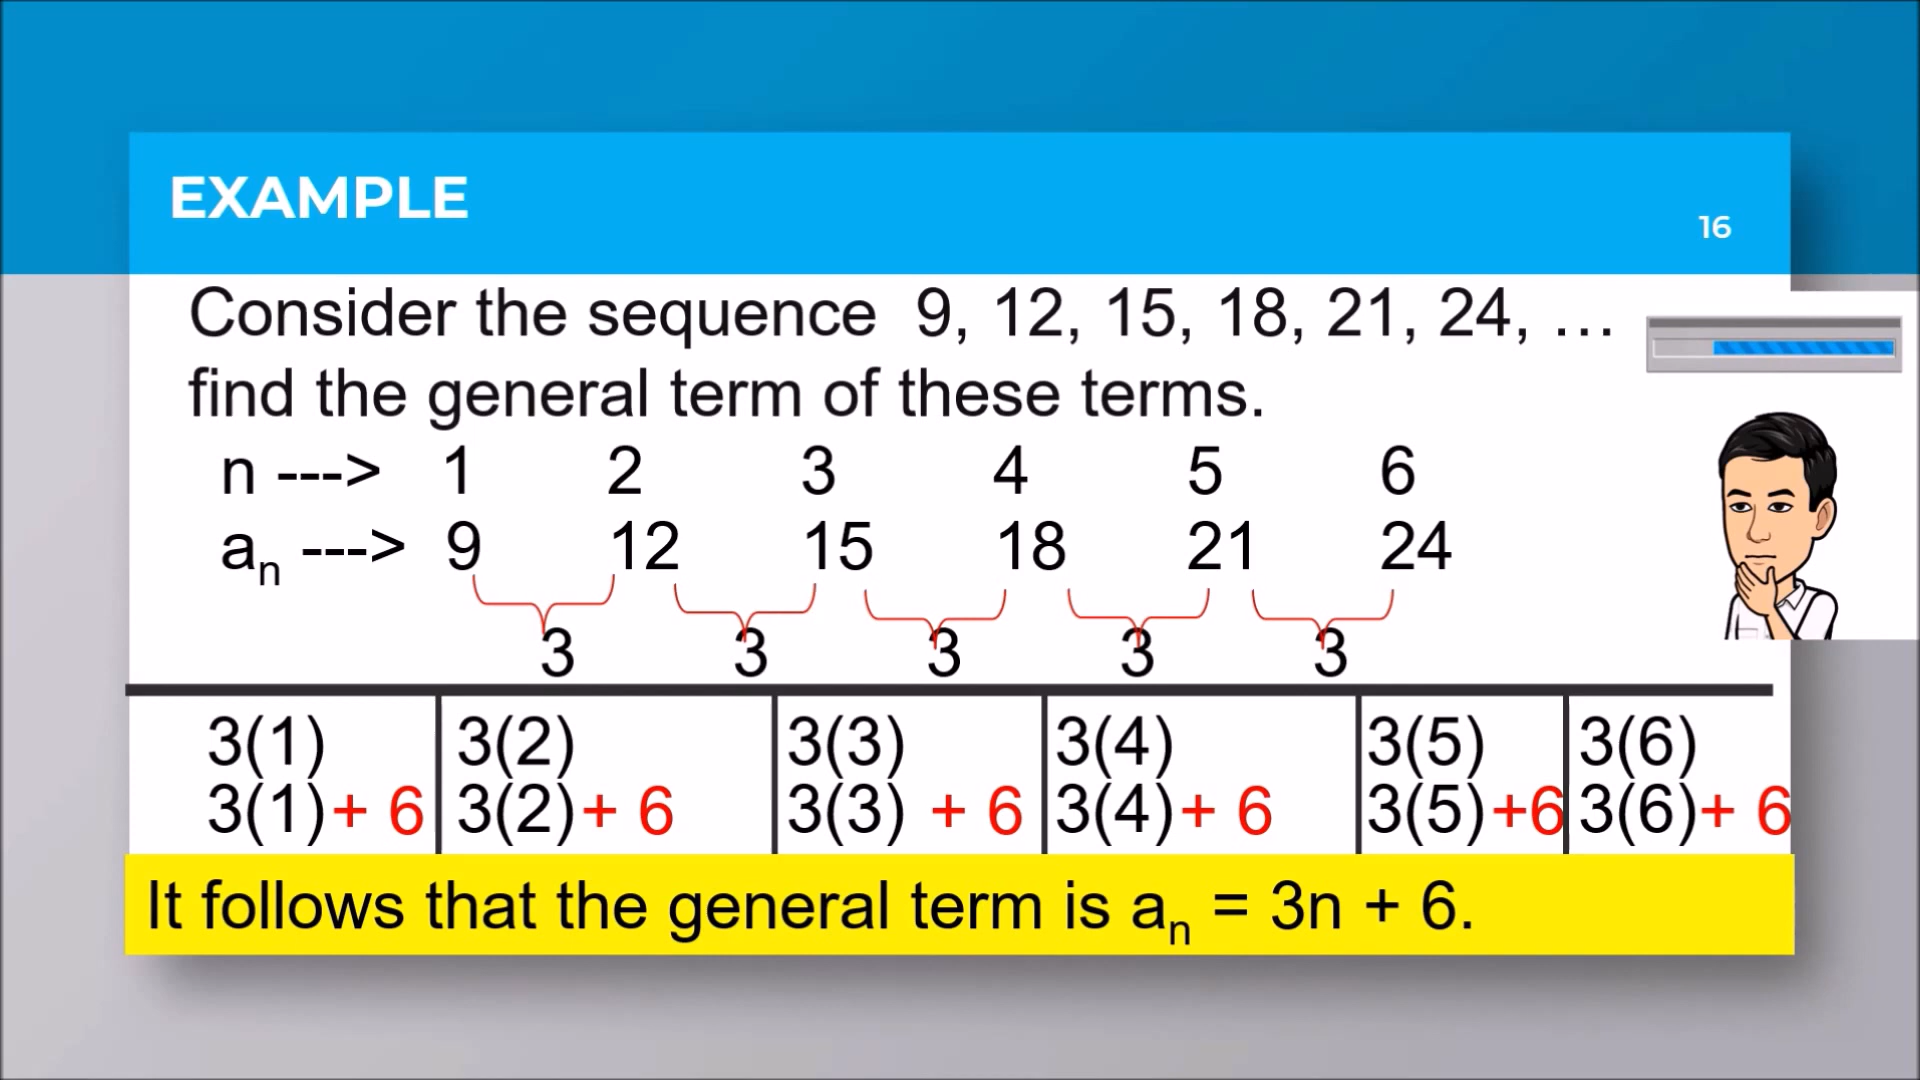 EXAMPLE
16
Consider the sequence 9, 12, 15, 18, 21, 24, …
find the general term of these terms.
n ---> 1 2 3 4 5 6
aₙ ---> 9 12 15 18 21 24
3 3 3 3 3
3(1) 3(2) 3(3) 3(4) 3(5) 3(6)
3(1)+ 6 3(2)+ 6 3(3) + 6 3(4)+ 6 3(5)+6 3(6)+ 6
It follows that the general term is aₙ = 3n + 6.